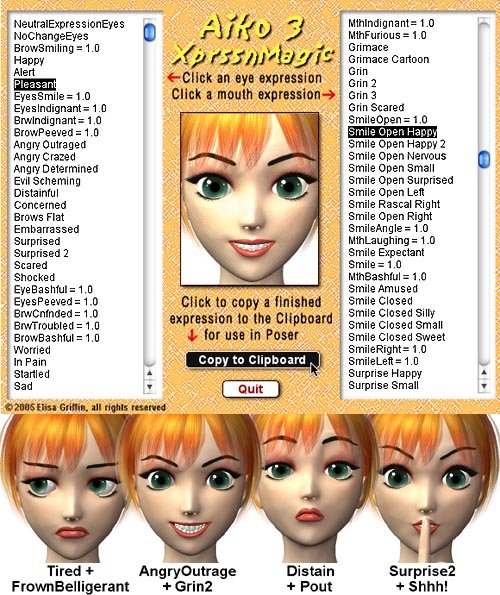 NeutralExpressionEyes
NoChangeEyes
BrowSmiling = 1.0
Happy
Alert
Pleasant
EyesSmile = 1.0
EyesIndignant = 1.0
BrwIndignant = 1.0
BrowPeeved = 1.0
Angry Outraged
Angry Crazed
Angry Determined
Evil Scheming
Distainful
Concerned
Brows Flat
Embarrassed
Surprised
Surprised 2
Scared
Shocked
EyeBashful = 1.0
EyesPeeved = 1.0
BrwCnfnded = 1.0
BrwTroubled = 1.0
BrowBashful = 1.0
Worried
In Pain
Startled
Sad
Aiko 3
XprssnMagic
Click an eye expression
Click a mouth expression
Click to copy a finished
expression to the Clipboard
for use in Poser
Copy to Clipboard
Quit
MthIndignant = 1.0
MthFurious = 1.0
Grimace
Grimace Cartoon
Grin
Grin 2
Grin 3
Grin Scared
SmileOpen = 1.0
Smile Open Happy
Smile Open Happy 2
Smile Open Nervous
Smile Open Small
Smile Open Surprised
Smile Open Left
Smile Rascal Right
Smile Open Right
SmileAngle = 1.0
MthLaughing = 1.0
Smile Expectant
Smile = 1.0
MthBashful = 1.0
Smile Amused
Smile Closed
Smile Closed Silly
Smile Closed Small
Smile Closed Sweet
SmileRight = 1.0
SmileLeft = 1.0
Surprise Happy
Surprise Small
© 2005 Elisa Griffin, all rights reserved
Tired +
FrownBelligerant
AngryOutrage
+ Grin2
Distain
+ Pout
Surprise2
+ Shhh!